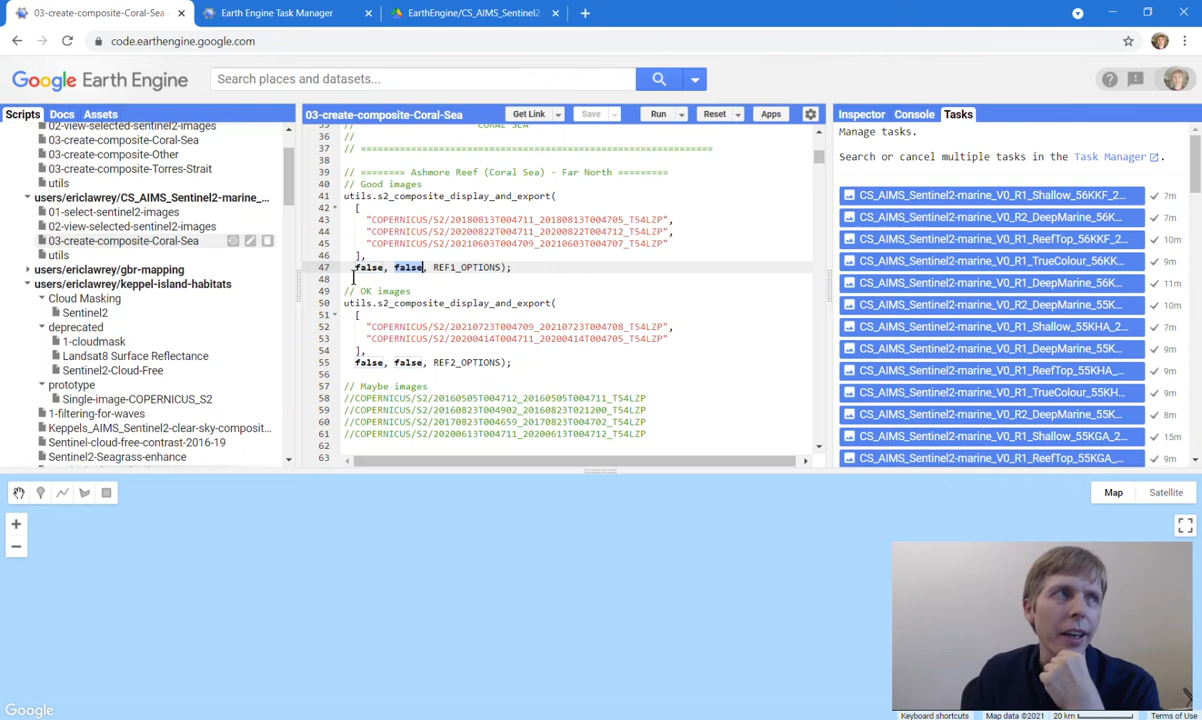 03-create-composite-Coral-Sea
Earth Engine Task Manager
EarthEngine/CS_AIMS_Sentinel2-
code.earthengine.google.com
Google Earth Engine
Search places and datasets...
Scripts Docs Assets
02-view-selected-sentinel2-images
03-create-composite-Coral-Sea
03-create-composite-Other
03-create-composite-Torres-Strait
utils
users/ericlawrey/CS_AIMS_Sentinel2-marine_...
01-select-sentinel2-images
02-view-selected-sentinel2-images
03-create-composite-Coral-Sea
utils
users/ericlawrey/gbr-mapping
users/ericlawrey/keppel-island-habitats
Cloud Masking
Sentinel2
deprecated
1-cloudmask
Landsat8 Surface Reflectance
Sentinel2-Cloud-Free
prototype
Single-image-COPERNICUS_S2
1-filtering-for-waves
Keppels_AIMS_Sentinel2-clear-sky-composit...
Sentinel-cloud-free-contrast-2016-19
Sentinel2-Seagrass-enhance
03-create-composite-Coral-Sea
Get Link Save Run Reset Apps
35 // CORAL SEA
36 //
37 // =============================================================
38
39 // ======== Ashmore Reef (Coral Sea) - Far North =========
40 // Good images
41 utils.s2_composite_display_and_export(
42 [
43 "COPERNICUS/S2/20180813T004711_20180813T004705_T54LZP",
44 "COPERNICUS/S2/20200822T004712_20200822T004712_T54LZP",
45 "COPERNICUS/S2/20210603T004709_20210603T004707_T54LZP"
46 ],
47 false, false, REF1_OPTIONS);
48
49 // OK images
50 utils.s2_composite_display_and_export(
51 [
52 "COPERNICUS/S2/20210723T004709_20210723T004708_T54LZP",
53 "COPERNICUS/S2/20200414T004712_20200414T004705_T54LZP"
54 ],
55 false, false, REF2_OPTIONS);
56
57 // Maybe images
58 //COPERNICUS/S2/20160505T004712_20160505T004711_T54LZP
59 //COPERNICUS/S2/20160823T004902_20160823T021200_T54LZP
60 //COPERNICUS/S2/20170823T004659_20170823T004702_T54LZP
61 //COPERNICUS/S2/20200613T004711_20200613T004712_T54LZP
62
63
Inspector Console Tasks
Manage tasks.
Search or cancel multiple tasks in the Task Manager.
CS_AIMS_Sentinel2-marine_V0_R1_Shallow_56KKF_2... 7m
CS_AIMS_Sentinel2-marine_V0_R1_DeepMarine_56K... 7m
CS_AIMS_Sentinel2-marine_V0_R1_ReefTop_56KKF_2... 10m
CS_AIMS_Sentinel2-marine_V0_R1_TrueColour_56KK... 9m
CS_AIMS_Sentinel2-marine_V0_R1_DeepMarine_55K... 11m
CS_AIMS_Sentinel2-marine_V0_R2_DeepMarine_55K... 10m
CS_AIMS_Sentinel2-marine_V0_R1_Shallow_55KHA_2... 7m
CS_AIMS_Sentinel2-marine_V0_R1_DeepMarine_55K... 9m
CS_AIMS_Sentinel2-marine_V0_R1_ReefTop_55KHA_... 9m
CS_AIMS_Sentinel2-marine_V0_R1_TrueColour_55KH... 9m
CS_AIMS_Sentinel2-marine_V0_R2_DeepMarine_55K... 8m
CS_AIMS_Sentinel2-marine_V0_R1_Shallow_55KGA_2... 15m
CS_AIMS_Sentinel2-marine_V0_R1_ReefTop_55KGA_... 9m
Map Satellite
Google
Keyboard shortcuts Map data ©2021 20 km Terms of Use